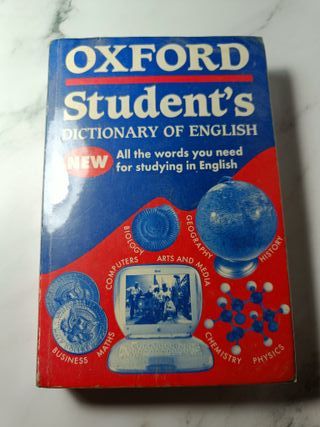 OXFORD
Student's
DICTIONARY OF ENGLISH
NEW
All the words you need
for studying in English
BIOLOGY
GEOGRAPHY
HISTORY
COMPUTERS
ARTS AND MEDIA
BUSINESS
MATHS
CHEMISTRY
PHYSICS